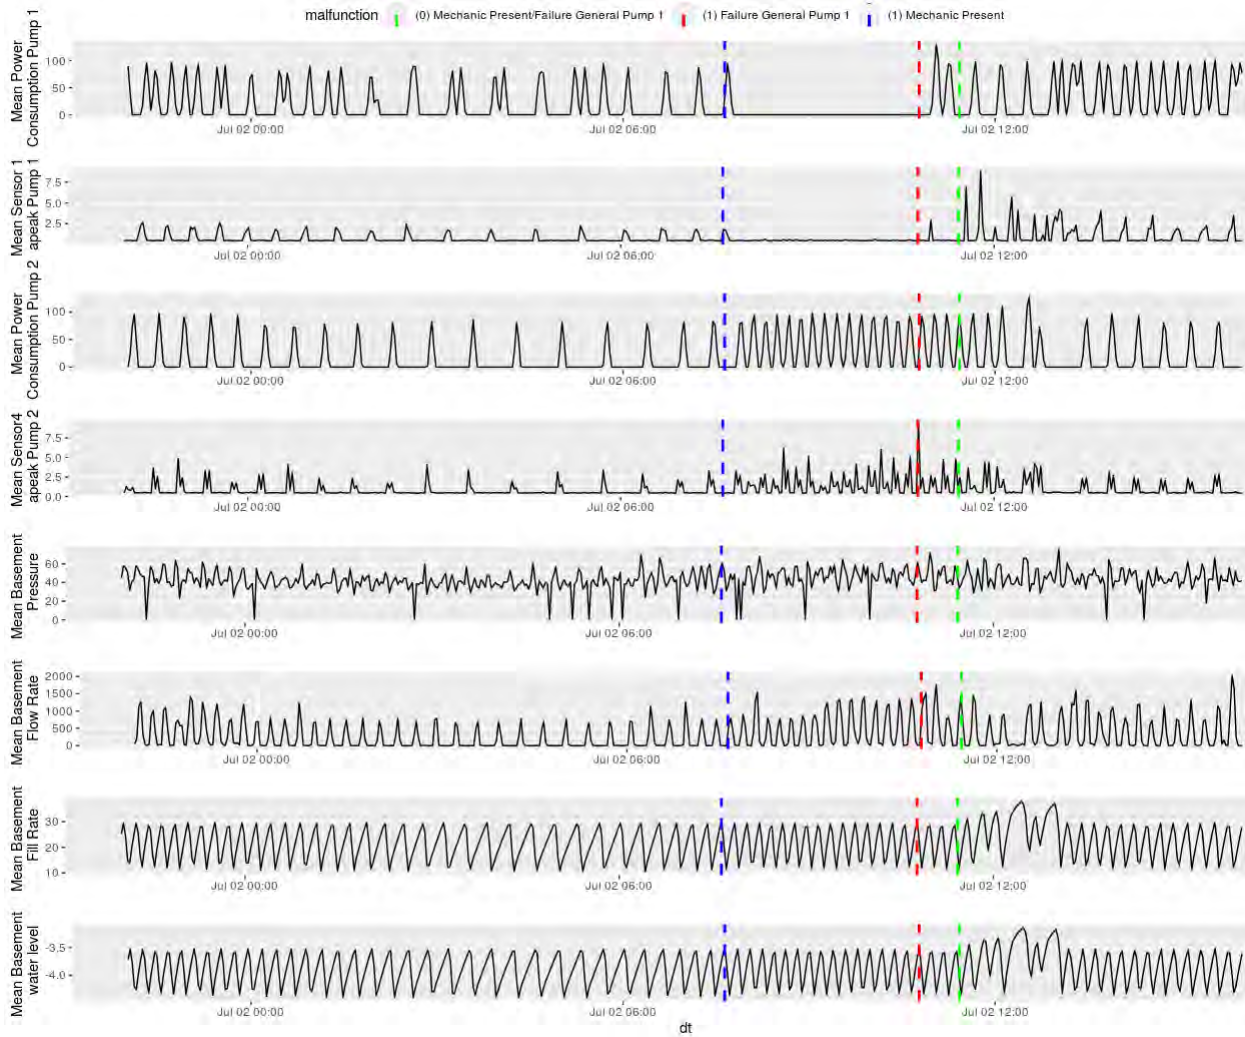 malfunction (0) Mechanic Present/Failure General Pump 1 (1) Failure General Pump 1 (1) Mechanic Present
Mean Power
Consumption Pump 1
100
50
0
Jul 02 00:00 Jul 02 06:00 Jul 02 12:00
Mean Sensor 1
apeak Pump 1
7.5
5.0
2.5
Jul 02 00:00 Jul 02 06:00 Jul 02 12:00
Mean Power
Consumption Pump 2
100
50
0
Jul 02 00:00 Jul 02 06:00 Jul 02 12:00
Mean Sensor4
apeak Pump 2
7.5
5.0
2.5
0.0
Jul 02 00:00 Jul 02 06:00 Jul 02 12:00
Mean Basement
Pressure
60
40
20
0
Jul 02 00:00 Jul 02 06:00 Jul 02 12:00
Mean Basement
Flow Rate
2000
1500
1000
500
0
Jul 02 00:00 Jul 02 06:00 Jul 02 12:00
Mean Basement
Fill Rate
30
20
10
Jul 02 00:00 Jul 02 06:00 Jul 02 12:00
Mean Basement
water level
-3.5
-4.0
Jul 02 00:00 Jul 02 06:00 Jul 02 12:00
dt